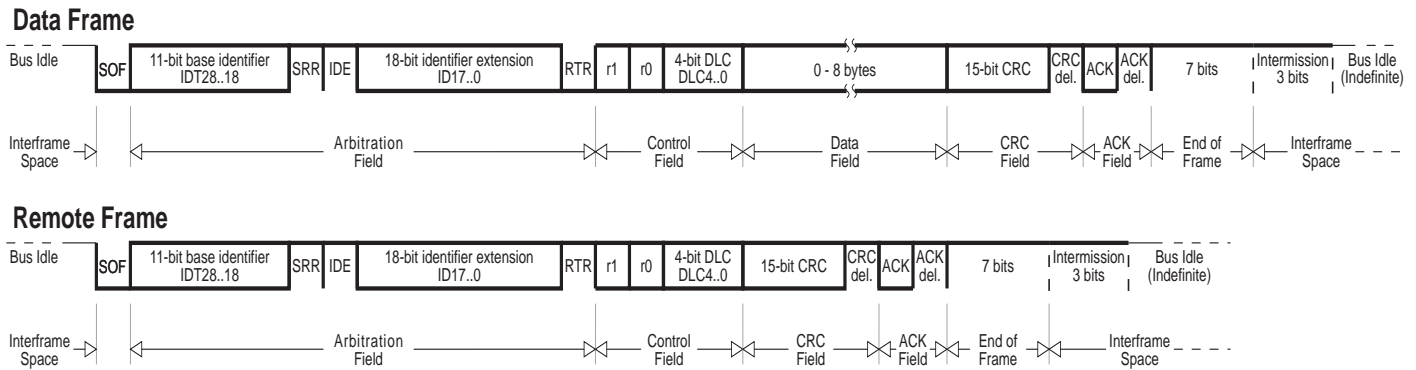 Data Frame
Bus Idle
SOF
11-bit base identifier
IDT28..18
SRR
IDE
18-bit identifier extension
ID17..0
RTR
r1
r0
4-bit DLC
DLC4..0
0 - 8 bytes
15-bit CRC
CRC
del.
ACK
ACK
del.
7 bits
Intermission
3 bits
Bus Idle
(Indefinite)
Interframe
Space
Arbitration
Field
Control
Field
Data
Field
CRC
Field
ACK
Field
End of
Frame
Interframe
Space
Remote Frame
Bus Idle
SOF
11-bit base identifier
IDT28..18
SRR
IDE
18-bit identifier extension
ID17..0
RTR
r1
r0
4-bit DLC
DLC4..0
15-bit CRC
CRC
del.
ACK
ACK
del.
7 bits
Intermission
3 bits
Bus Idle
(Indefinite)
Interframe
Space
Arbitration
Field
Control
Field
CRC
Field
ACK
Field
End of
Frame
Interframe
Space